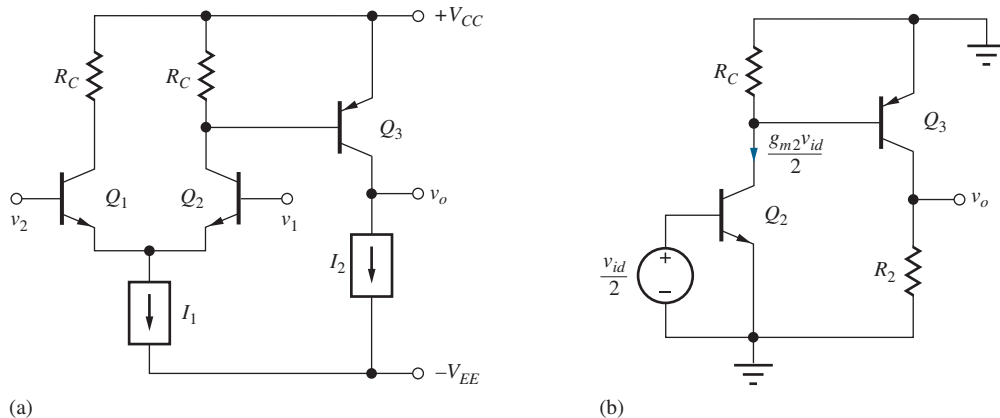 +V_CC
R_C
R_C
Q_3
Q_1
Q_2
v_2
v_1
v_o
I_2
I_1
−V_EE
(a)
R_C
Q_3
g_m2 v_id
2
v_o
Q_2
v_id
2
+
−
R_2
(b)